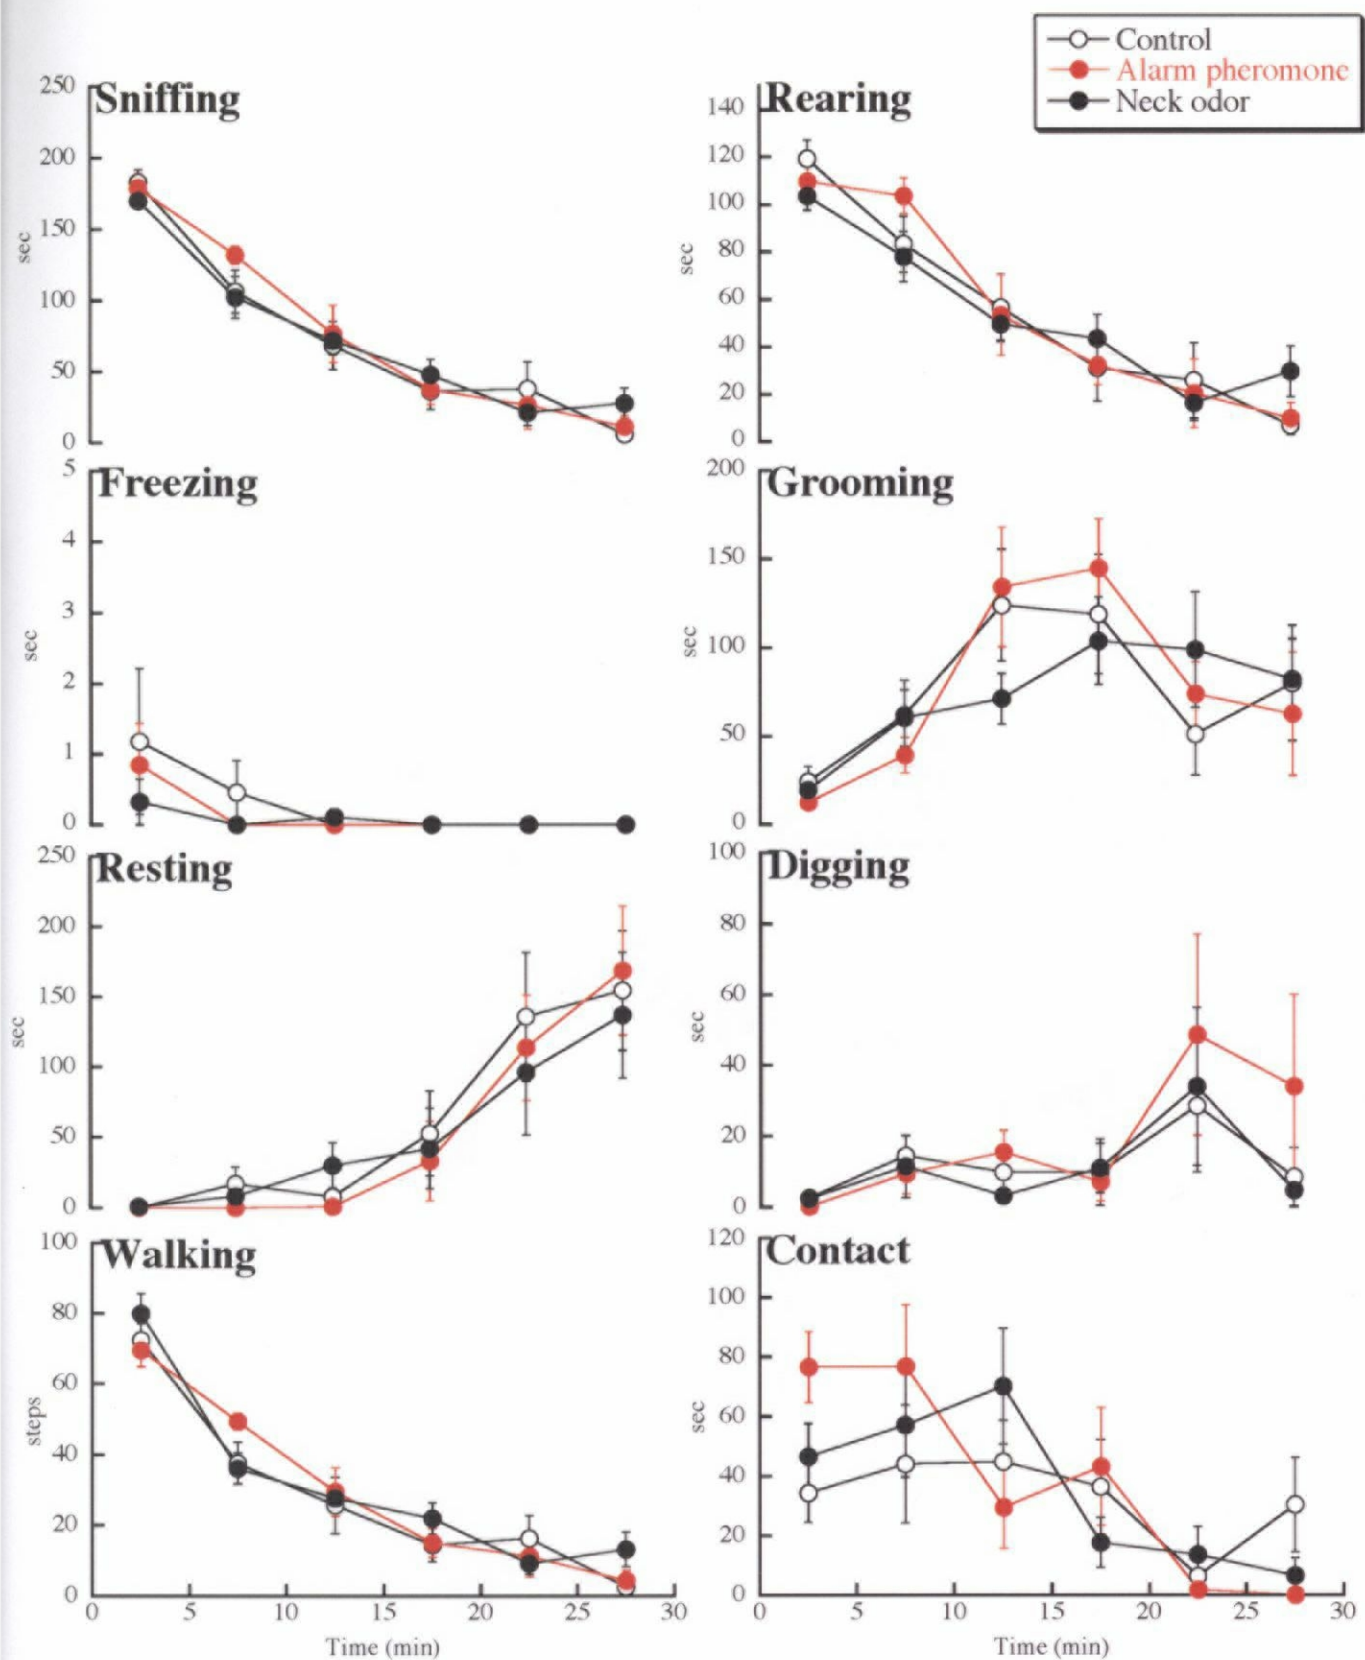 Control
Alarm pheromone
Neck odor
Sniffing
250
200
150
100
50
0
sec
Rearing
140
120
100
80
60
40
20
0
sec
Freezing
5
4
3
2
1
0
sec
Grooming
200
150
100
50
0
sec
Resting
250
200
150
100
50
0
sec
Digging
100
80
60
40
20
0
sec
Walking
100
80
60
40
20
0
steps
0 5 10 15 20 25 30
Time (min)
Contact
120
100
80
60
40
20
0
sec
0 5 10 15 20 25 30
Time (min)